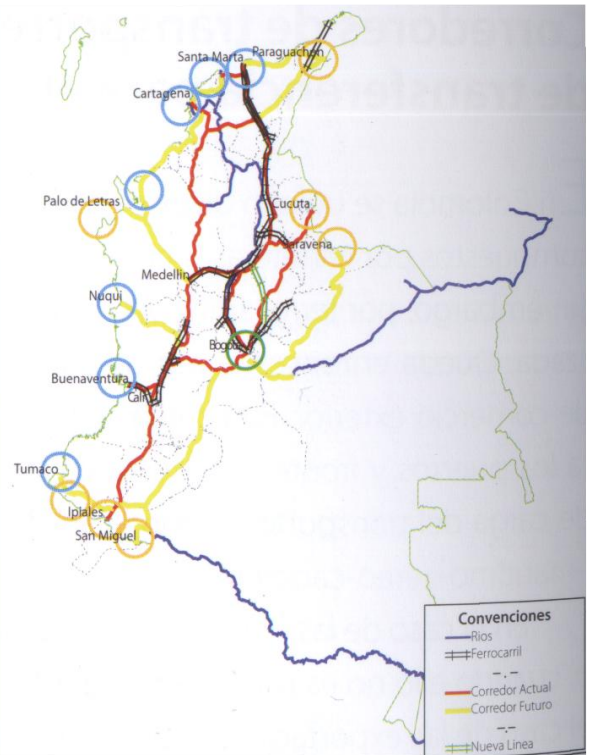 Santa Marta
Paraguachon
Cartagena
Palo de Letras
Cucuta
Saravena
Medellin
Nuqui
Bogota
Buenaventura
Cali
Tumaco
Ipiales
San Miguel
Convenciones
Rios
Ferrocarril
Corredor Actual
Corredor Futuro
Nueva Linea